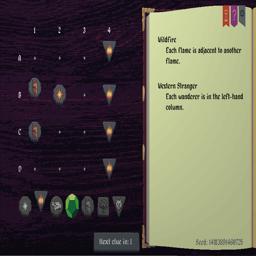 1 2 3 4
Wildfire
A
Each flame is adjacent to another
flame.
Western Stranger
B
Each wanderer is in the left-hand
column.
C
D
Next clue in: 1